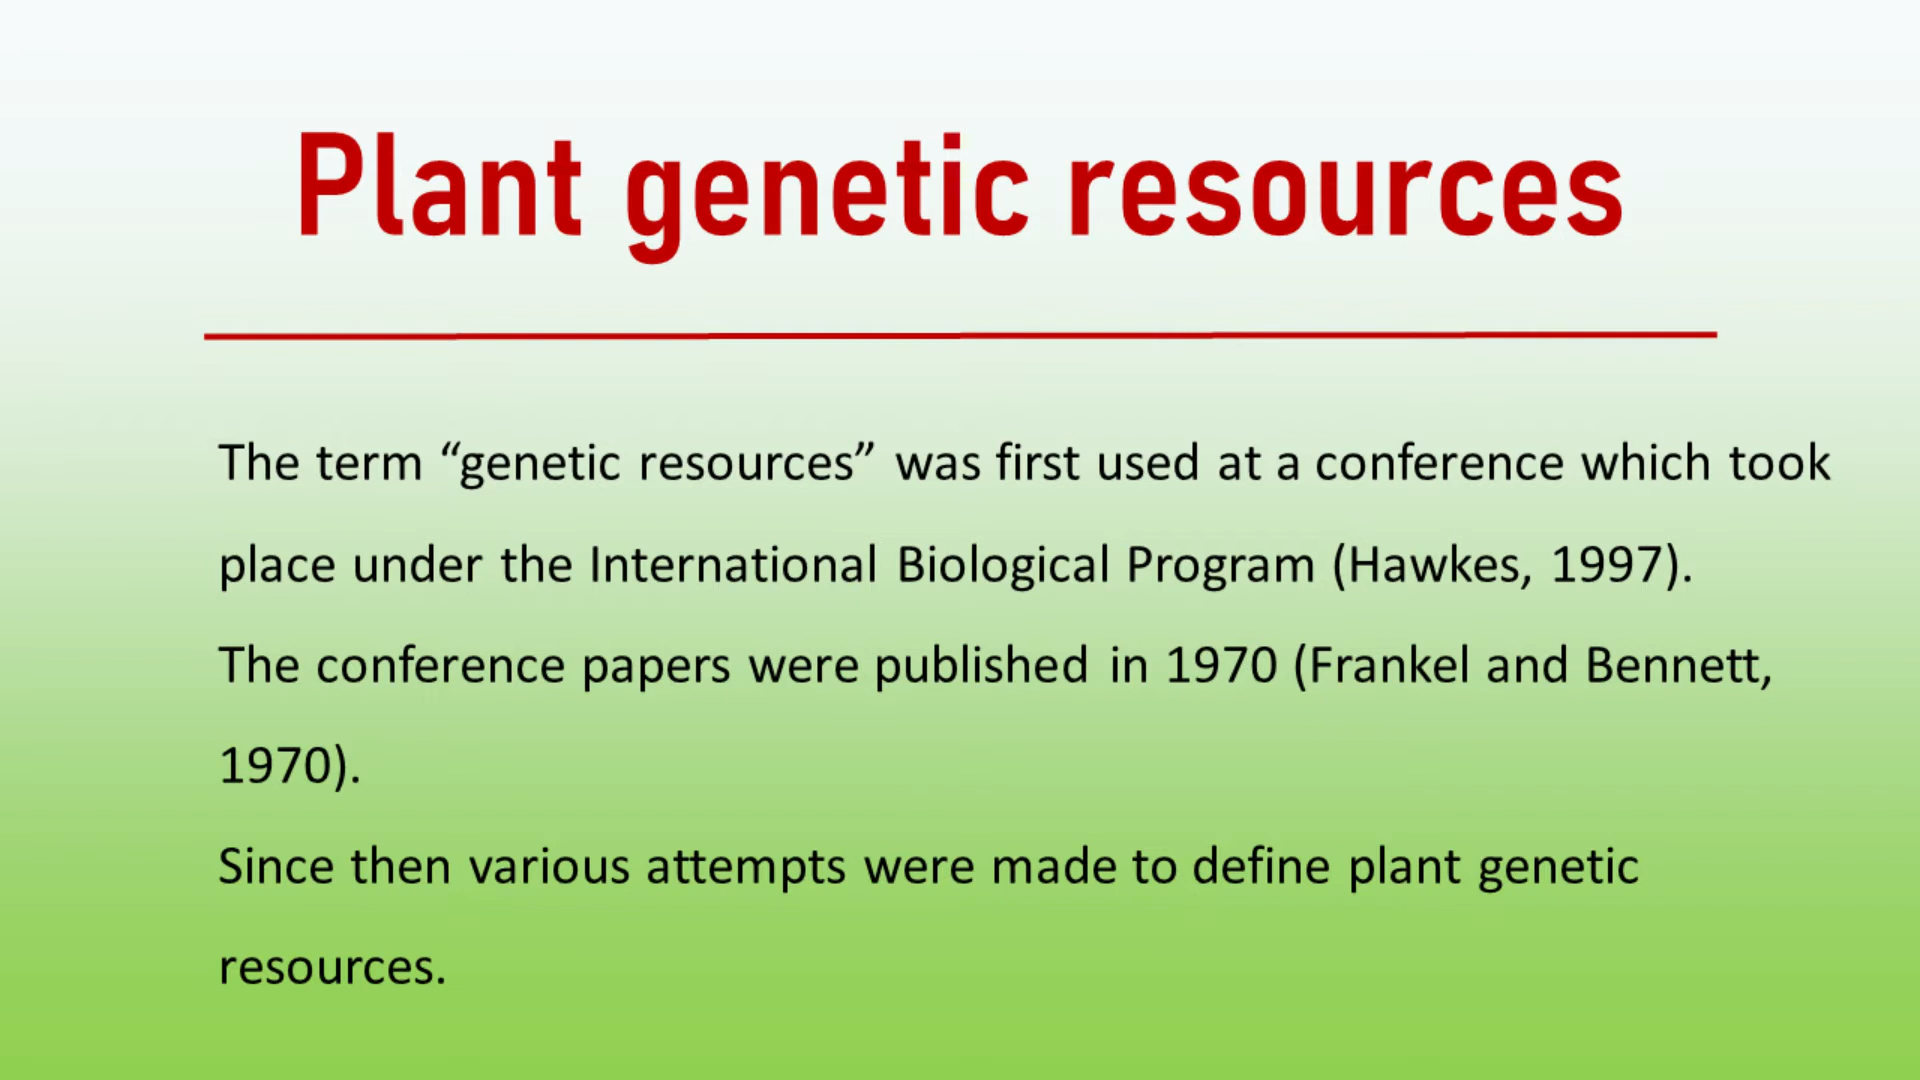 Plant genetic resources
The term “genetic resources” was first used at a conference which took
place under the International Biological Program (Hawkes, 1997).
The conference papers were published in 1970 (Frankel and Bennett,
1970).
Since then various attempts were made to define plant genetic
resources.